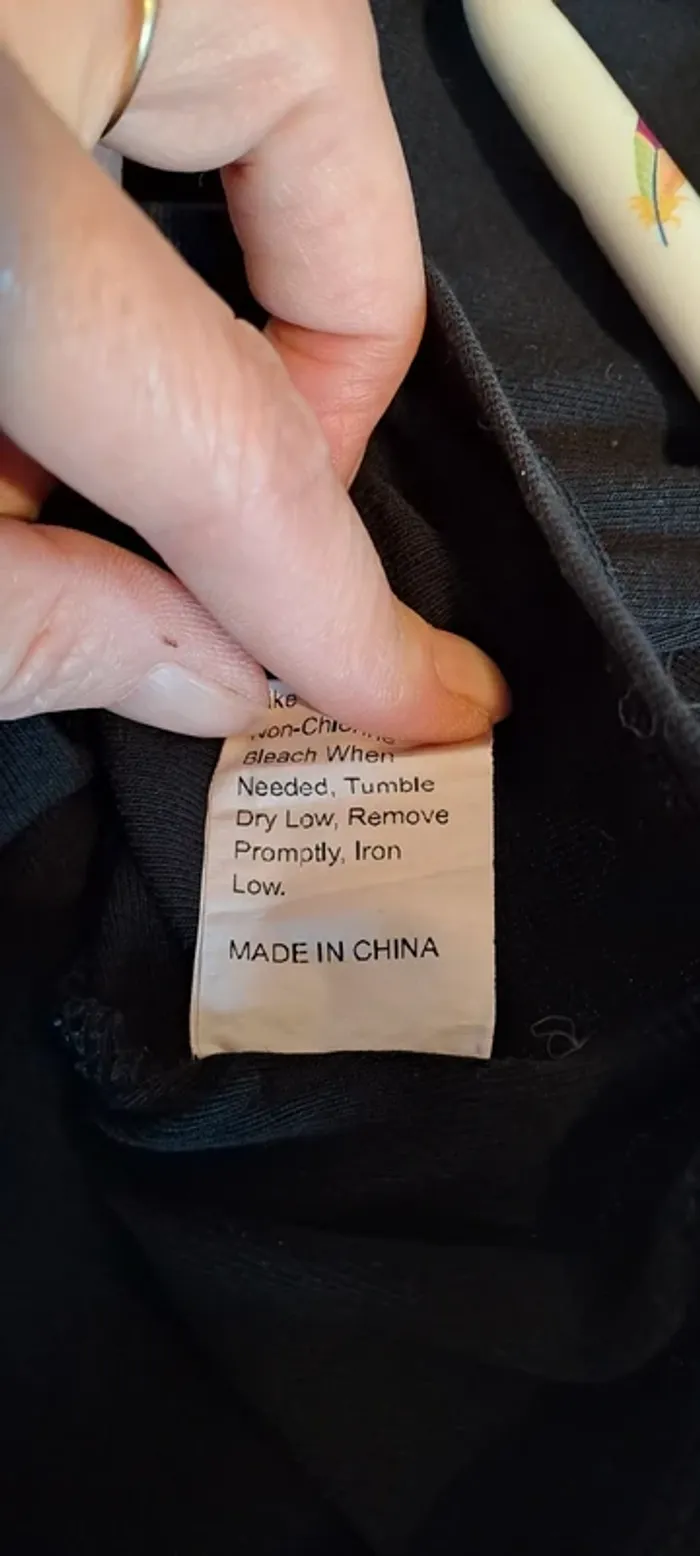 Bleach When
Needed, Tumble
Dry Low, Remove
Promptly, Iron
Low.
MADE IN CHINA